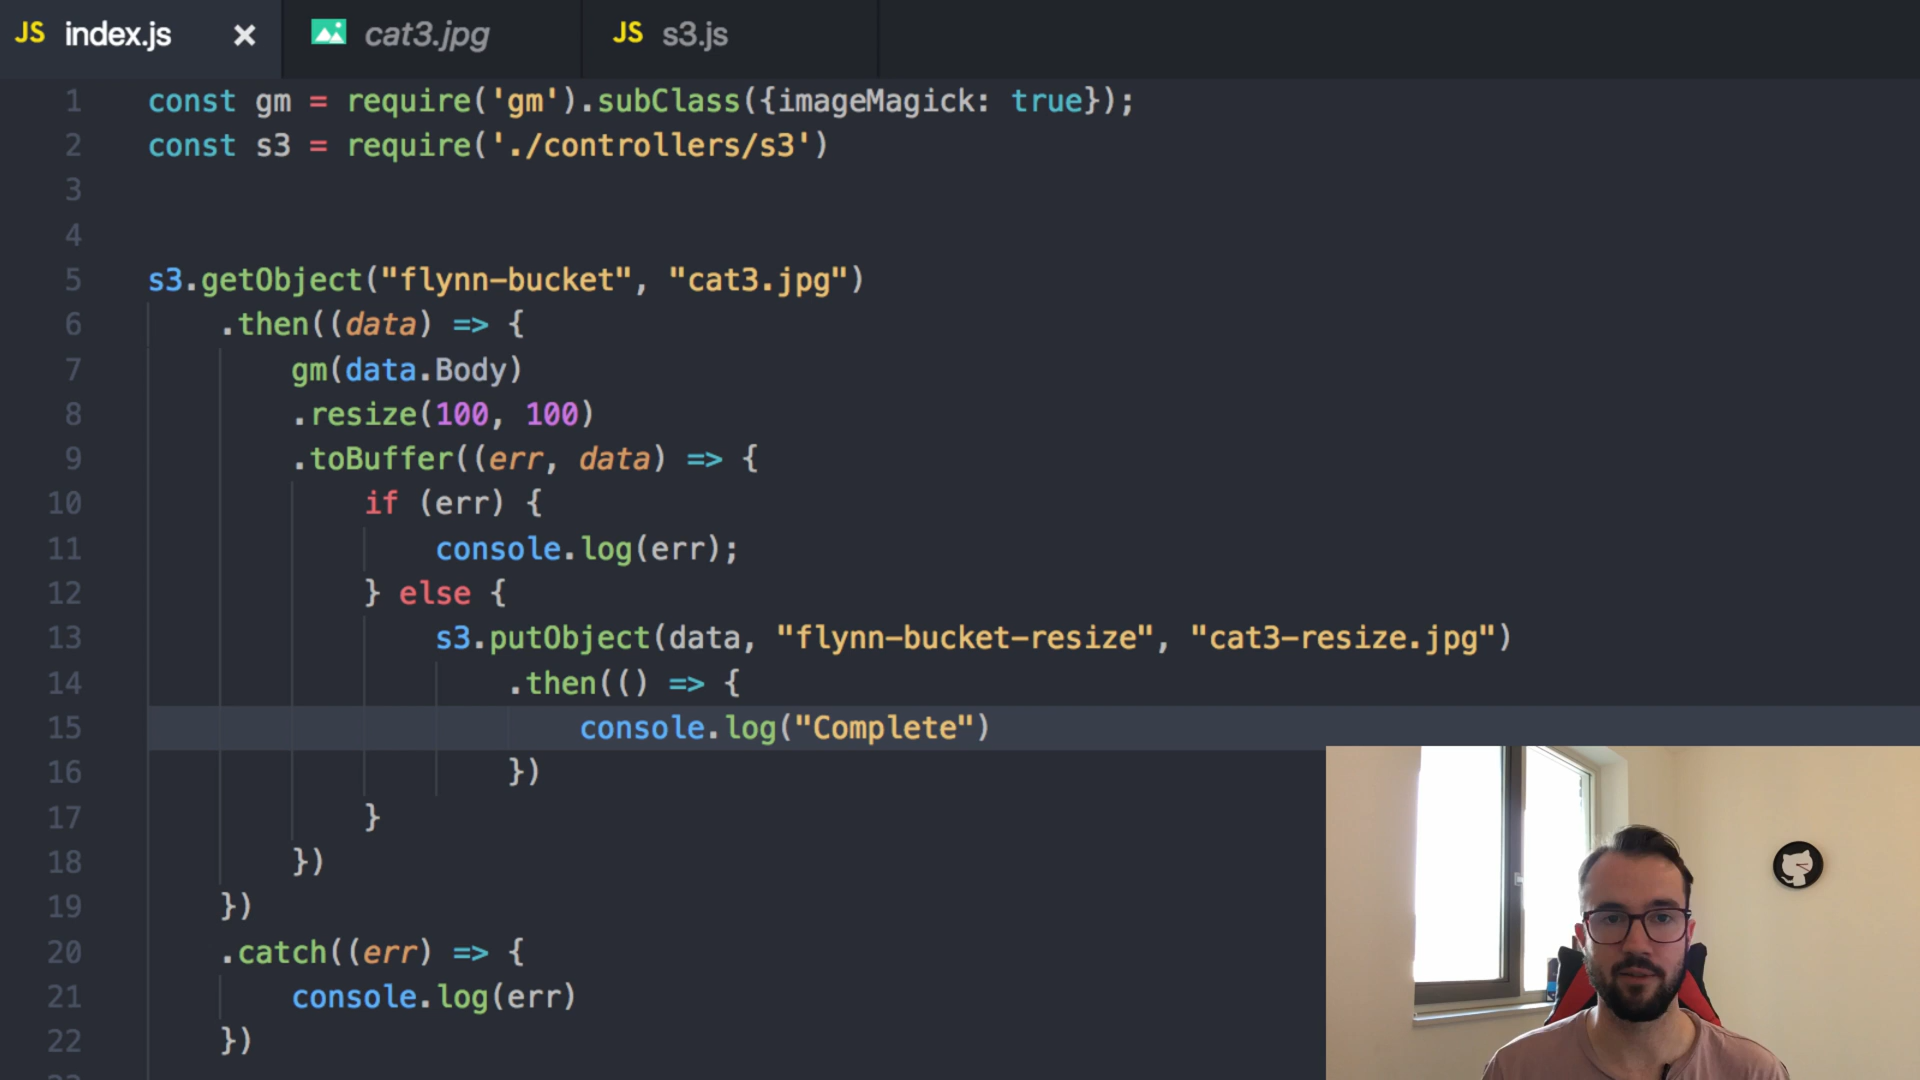 JS index.js × cat3.jpg JS s3.js
1 const gm = require('gm').subClass({imageMagick: true});
2 const s3 = require('./controllers/s3')
3
4
5 s3.getObject("flynn-bucket", "cat3.jpg")
6 .then((data) => {
7 gm(data.Body)
8 .resize(100, 100)
9 .toBuffer((err, data) => {
10 if (err) {
11 console.log(err);
12 } else {
13 s3.putObject(data, "flynn-bucket-resize", "cat3-resize.jpg")
14 .then(() => {
15 console.log("Complete")
16 })
17 }
18 })
19 })
20 .catch((err) => {
21 console.log(err)
22 })